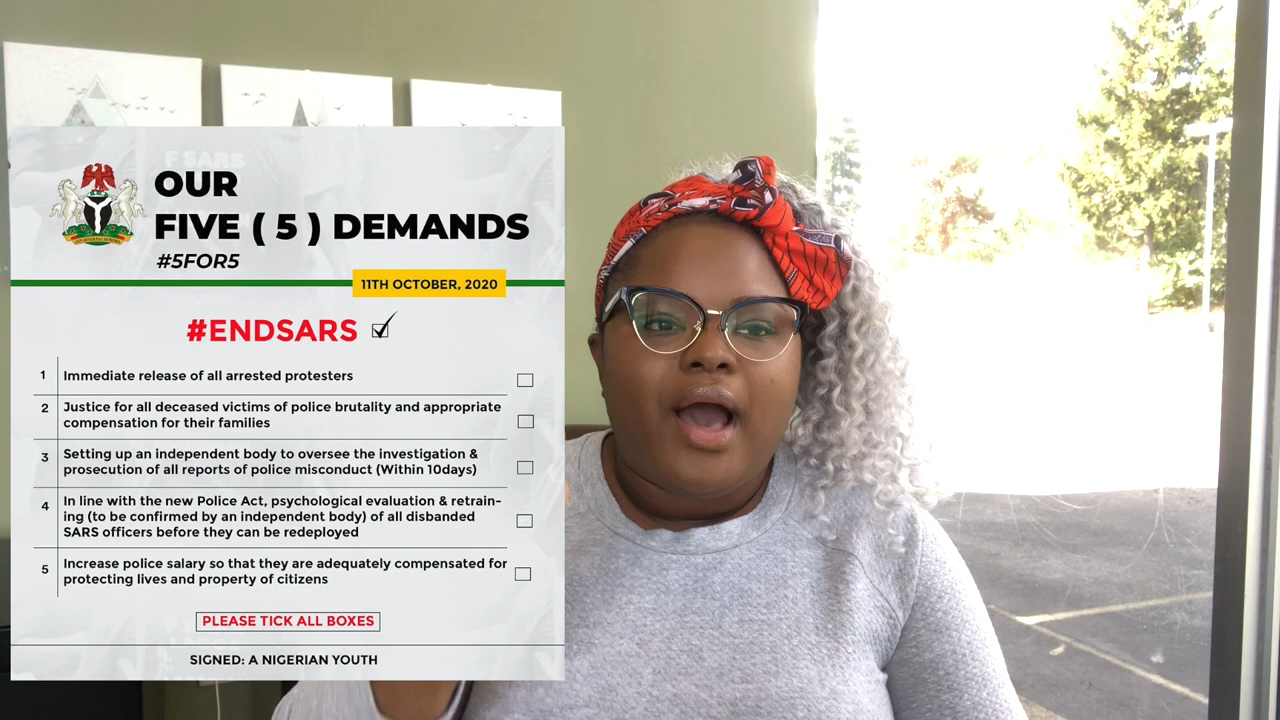 OUR
FIVE ( 5 ) DEMANDS
#5FOR5
11TH OCTOBER, 2020
#ENDSARS
1 Immediate release of all arrested protesters
2 Justice for all deceased victims of police brutality and appropriate
compensation for their families
3 Setting up an independent body to oversee the investigation &
prosecution of all reports of police misconduct (Within 10days)
4 In line with the new Police Act, psychological evaluation & retrain-
ing (to be confirmed by an independent body) of all disbanded
SARS officers before they can be redeployed
5 Increase police salary so that they are adequately compensated for
protecting lives and property of citizens
PLEASE TICK ALL BOXES
SIGNED: A NIGERIAN YOUTH